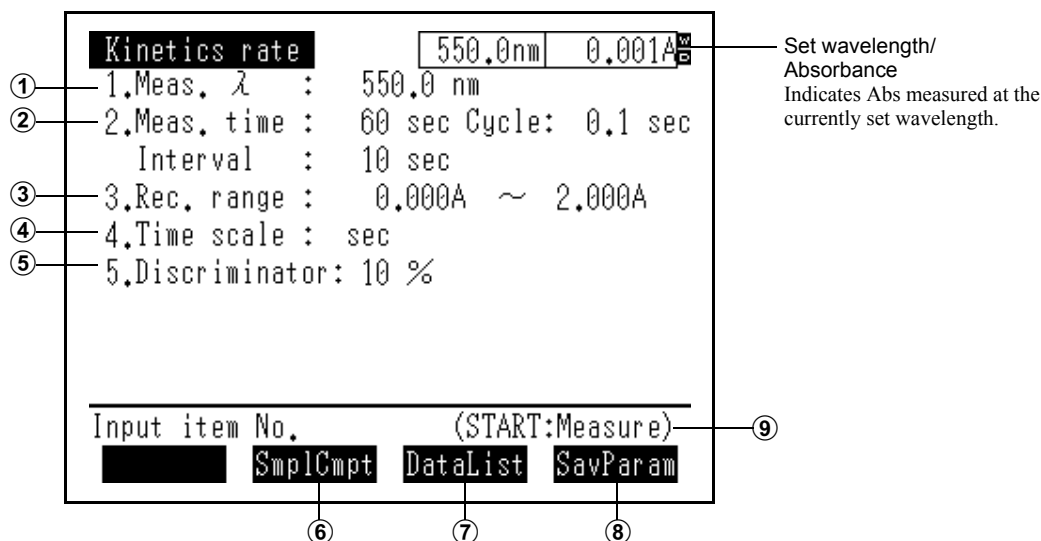 Kinetics rate 550.0nm 0.001A W D
Set wavelength/
Absorbance
Indicates Abs measured at the
currently set wavelength.
① 1.Meas. λ : 550.0 nm
② 2.Meas. time : 60 sec Cycle: 0.1 sec
Interval : 10 sec
③ 3.Rec. range : 0.000A ~ 2.000A
④ 4.Time scale : sec
⑤ 5.Discriminator: 10 %
Input item No. (START:Measure) ⑨
SmplCmpt DataList SavParam
⑥ ⑦ ⑧